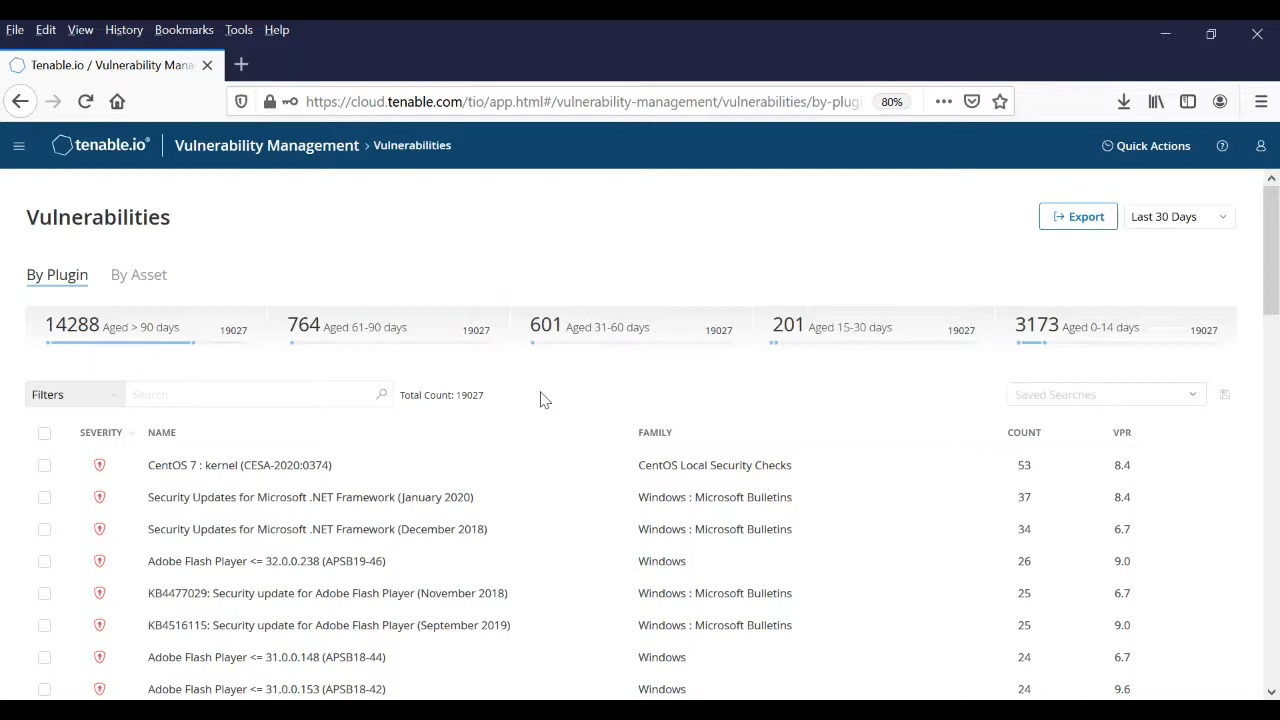 File Edit View History Bookmarks Tools Help
Tenable.io / Vulnerability Mana
https://cloud.tenable.com/tio/app.html#/vulnerability-management/vulnerabilities/by-plugi 80%
tenable.io® Vulnerability Management > Vulnerabilities Quick Actions
Vulnerabilities Export Last 30 Days
By Plugin By Asset
14288 Aged > 90 days 19027 764 Aged 61-90 days 19027 601 Aged 31-60 days 19027 201 Aged 15-30 days 19027 3173 Aged 0-14 days 19027
Filters Search Total Count: 19027 Saved Searches
SEVERITY NAME FAMILY COUNT VPR
CentOS 7 : kernel (CESA-2020:0374) CentOS Local Security Checks 53 8.4
Security Updates for Microsoft .NET Framework (January 2020) Windows : Microsoft Bulletins 37 8.4
Security Updates for Microsoft .NET Framework (December 2018) Windows : Microsoft Bulletins 34 6.7
Adobe Flash Player <= 32.0.0.238 (APSB19-46) Windows 26 9.0
KB4477029: Security update for Adobe Flash Player (November 2018) Windows : Microsoft Bulletins 25 6.7
KB4516115: Security update for Adobe Flash Player (September 2019) Windows : Microsoft Bulletins 25 9.0
Adobe Flash Player <= 31.0.0.148 (APSB18-44) Windows 24 6.7
Adobe Flash Player <= 31.0.0.153 (APSB18-42) Windows 24 9.6